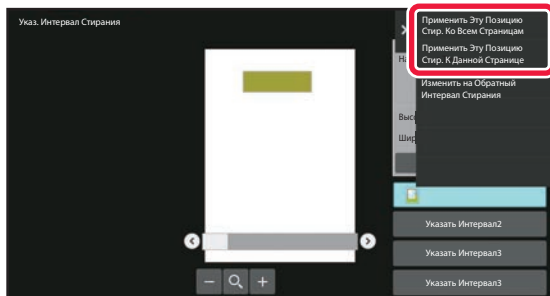 Указ. Интервал Стирания
Применить Эту Позицию
Стир. Ко Всем Страницам
Применить Эту Позицию
Стир. К Данной Странице
Изменить на Обратный
Интервал Стирания
Указать Интервал2
Указать Интервал3
Указать Интервал3